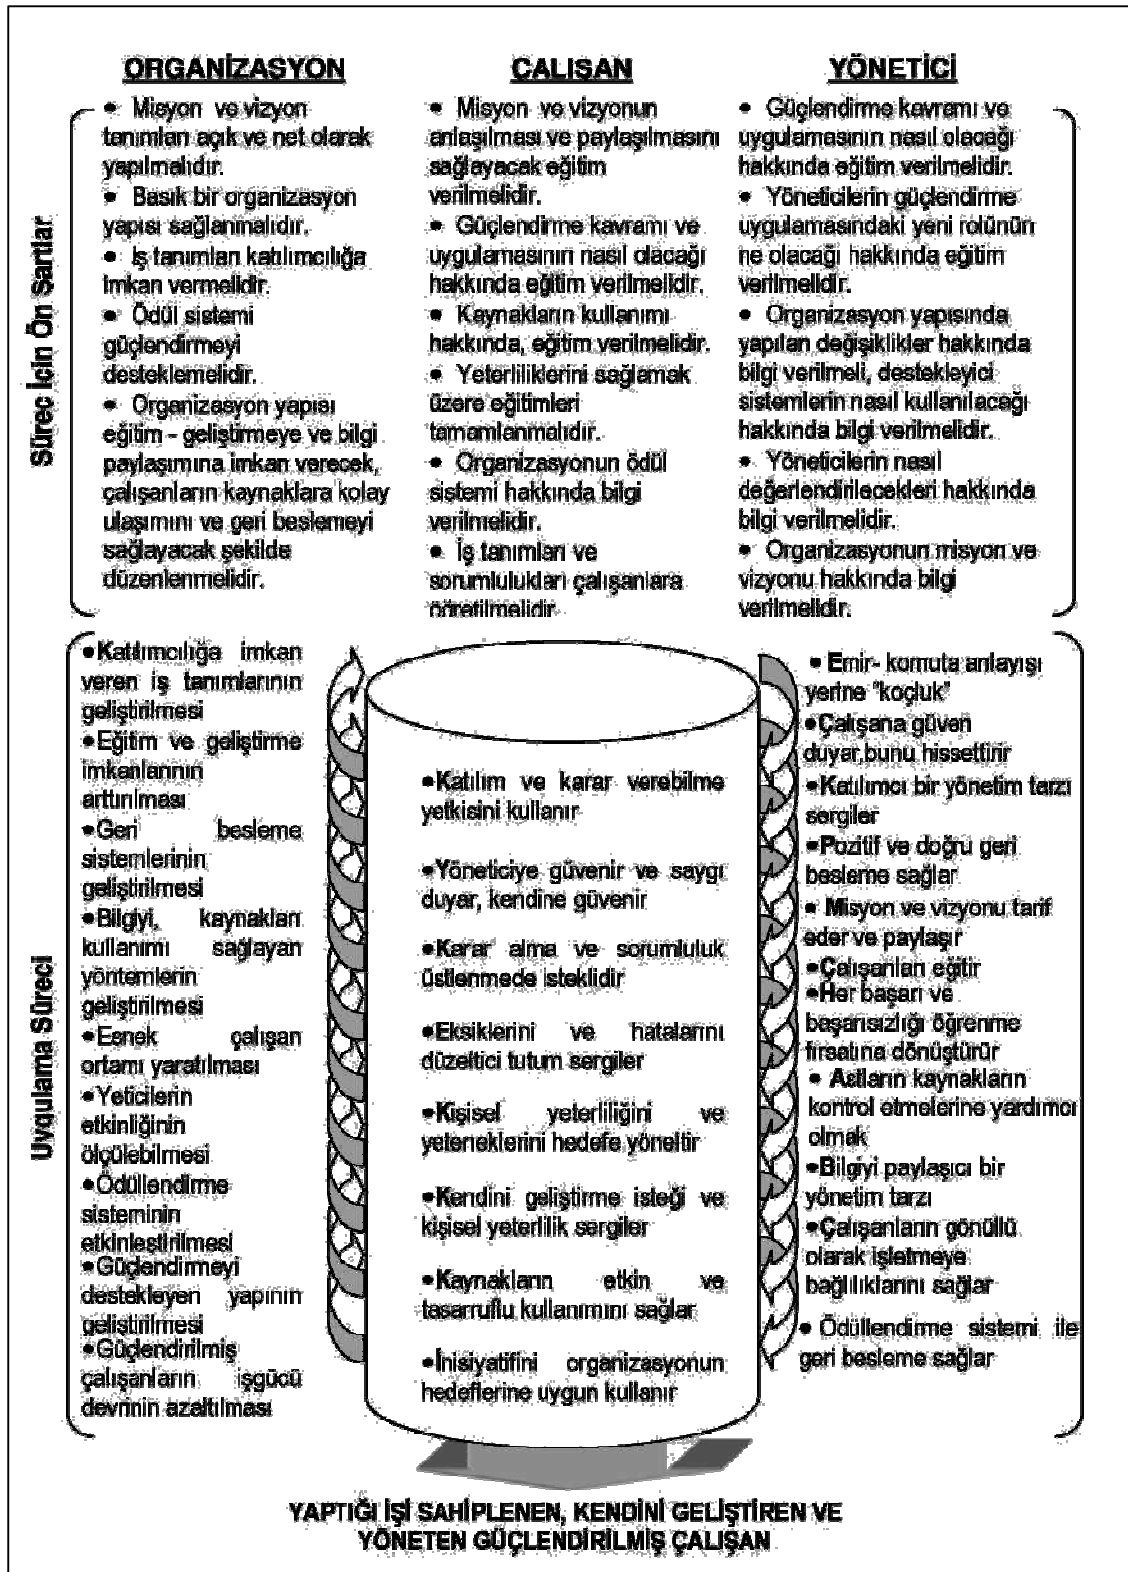 ORGANİZASYON
• Misyon ve vizyon
tanımları açık ve net olarak
yapılmalıdır.
• Basık bir organizasyon
yapısı sağlanmalıdır.
• İş tanımları katılımcılığa
imkan vermelidir.
• Ödül sistemi
güçlendirmeyi
desteklemelidir.
• Organizasyon yapısı
eğitim - geliştirmeye ve bilgi
paylaşımına imkan verecek,
çalışanların kaynaklara kolay
ulaşımını ve geri beslemeyi
sağlayacak şekilde
düzenlenmelidir.
ÇALIŞAN
• Misyon ve vizyonun
anlaşılması ve paylaşılmasını
sağlayacak eğitim
verilmelidir.
• Güçlendirme kavramı ve
uygulamasının nasıl olacağı
hakkında eğitim verilmelidir.
• Kaynakların kullanımı
hakkında, eğitim verilmelidir.
• Yeterliliklerini sağlamak
üzere eğitimleri
tamamlanmalıdır.
• Organizasyonun ödül
sistemi hakkında bilgi
verilmelidir.
• İş tanımları ve
sorumlulukları çalışanlara
öğretilmelidir
YÖNETİCİ
• Güçlendirme kavramı ve
uygulamasının nasıl olacağı
hakkında eğitim verilmelidir.
• Yöneticilerin güçlendirme
uygulamasındaki yeni rolünün
ne olacağı hakkında eğitim
verilmelidir.
• Organizasyon yapısında
yapılan değişiklikler hakkında
bilgi verilmeli, destekleyici
sistemlerin nasıl kullanılacağı
hakkında bilgi verilmelidir.
• Yöneticilerin nasıl
değerlendirilecekleri hakkında
bilgi verilmelidir.
• Organizasyonun misyon ve
vizyonu hakkında bilgi
verilmelidir.
Süreç İçin Ön Şartlar
Uygulama Süreci
•Katılımcılığa imkan
veren iş tanımlarının
geliştirilmesi
•Eğitim ve geliştirme
imkanlarının
arttırılması
•Geri besleme
sistemlerinin
geliştirilmesi
•Bilgiyi, kaynakları
kullanımı sağlayan
yöntemlerin
geliştirilmesi
•Esnek çalışan
ortamı yaratılması
•Yeticilerin
etkinliğinin
ölçülebilmesi
•Ödüllendirme
sisteminin
etkinleştirilmesi
•Güçlendirmeyi
destekleyen yapının
geliştirilmesi
•Güçlendirilmiş
çalışanların işgücü
devrinin azaltılması
•Katılım ve karar verebilme
yetkisini kullanır
•Yöneticiye güvenir ve saygı
duyar, kendine güvenir
•Karar alma ve sorumluluk
üstlenmede isteklidir
•Eksiklerini ve hatalarını
düzeltici tutum sergiler
•Kişisel yeterliliğini ve
yeteneklerini hedefe yöneltir
•Kendini geliştirme isteği ve
kişisel yeterlilik sergiler
•Kaynakların etkin ve
tasarruflu kullanımını sağlar
•İnisiyatifini organizasyonun
hedeflerine uygun kullanır
• Emir- komuta anlayışı
yerine "koçluk"
•Çalışana güven
duyar,bunu hissettirir
•Katılımcı bir yönetim tarzı
sergiler
•Pozitif ve doğru geri
besleme sağlar
• Misyon ve vizyonu tarif
eder ve paylaşır
•Çalışanları eğitir
•Her başarı ve
başarısızlığı öğrenme
fırsatına dönüştürür
• Astların kaynakların
kontrol etmelerine yardımcı
olmak
•Bilgiyi paylaşıcı bir
yönetim tarzı
•Çalışanların gönüllü
olarak işletmeye
bağlılıklarını sağlar
• Ödüllendirme sistemi ile
geri besleme sağlar
YAPTIĞI İŞİ SAHİPLENEN, KENDİNİ GELİŞTİREN VE
YÖNETEN GÜÇLENDİRİLMİŞ ÇALIŞAN